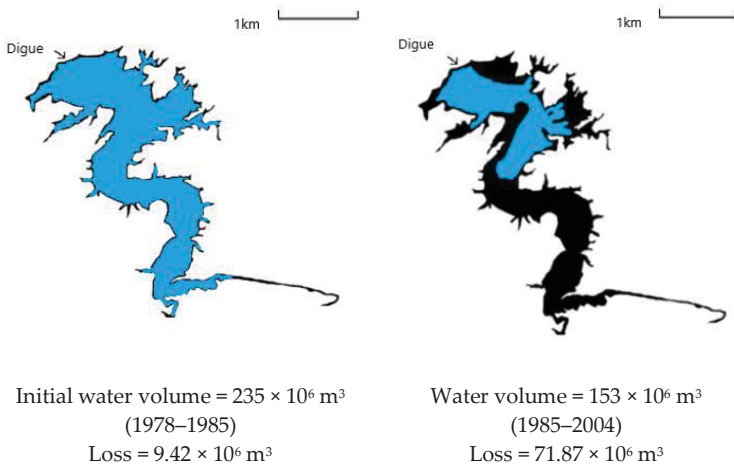 1km
Digue
Initial water volume = 235 × 10⁶ m³
(1978–1985)
Loss = 9.42 × 10⁶ m³
1km
Digue
Water volume = 153 × 10⁶ m³
(1985–2004)
Loss = 71.87 × 10⁶ m³